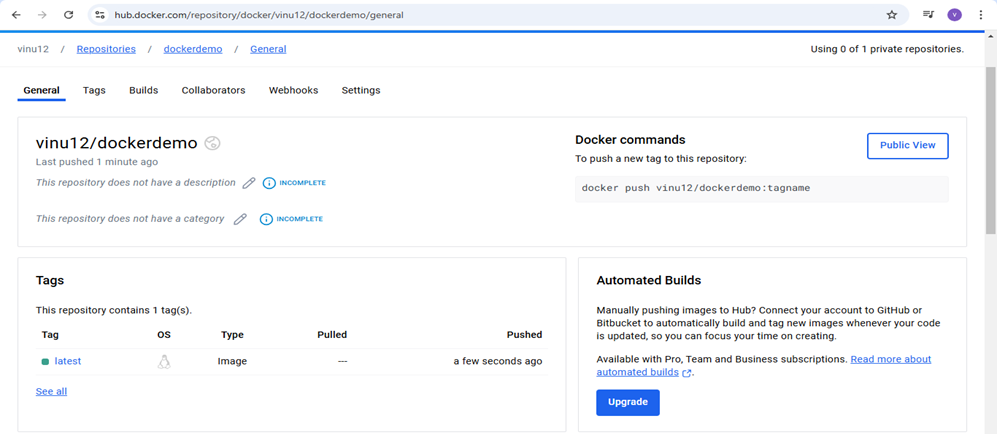 hub.docker.com/repository/docker/vinu12/dockerdemo/general
V
vinu12 / Repositories / dockerdemo / General
Using 0 of 1 private repositories.
General Tags Builds Collaborators Webhooks Settings
vinu12/dockerdemo
Last pushed 1 minute ago
This repository does not have a description INCOMPLETE
This repository does not have a category INCOMPLETE
Docker commands
Public View
To push a new tag to this repository:
docker push vinu12/dockerdemo:tagname
Tags
This repository contains 1 tag(s).
Tag OS Type Pulled Pushed
latest Image --- a few seconds ago
See all
Automated Builds
Manually pushing images to Hub? Connect your account to GitHub or
Bitbucket to automatically build and tag new images whenever your code
is updated, so you can focus your time on creating.
Available with Pro, Team and Business subscriptions. Read more about
automated builds .
Upgrade